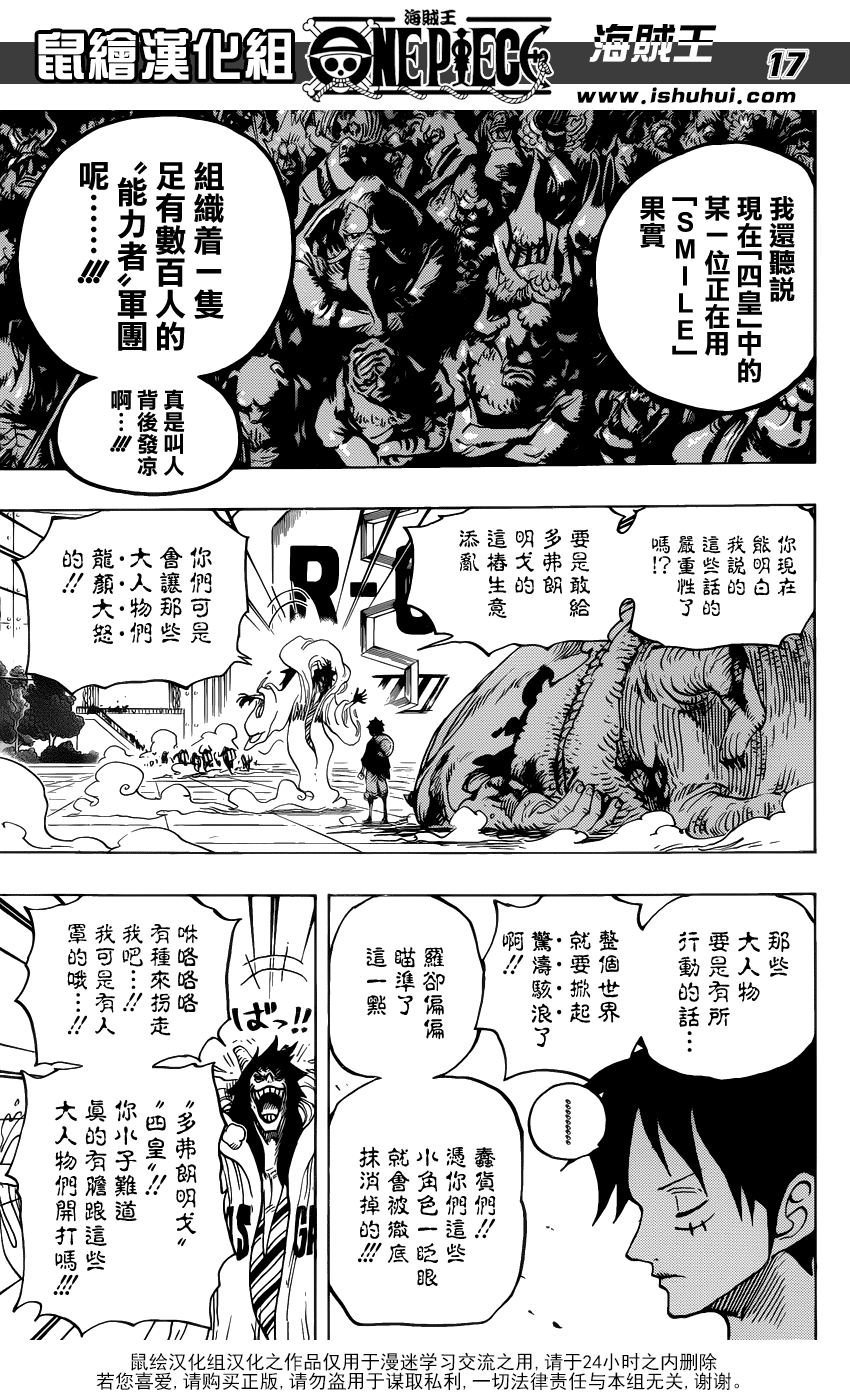 鼠繪漢化組
海賊王
ONE PIECE
海賊王
17
www.ishuhui.com
我還聽説
現在「四皇」中的
某一位正在用
「SMILE」
果實
組織着一隻
足有數百人的
〝能力者〞軍團
呢……!!!
真是叫人
背後發凉
啊…!!!
你現在
能明白
我説的
這些話的
嚴重性了
嗎!?
要是敢給
多弗朗
明戈的
這樁生意
添亂
R-
你們可是
會讓那些
大人物們
龍顏大怒
的!!
那些
大人物
要是有所
行動的話…
整個世界
就要掀起
驚濤駭浪了
啊!!
………
羅卻偏偏
瞄準了
這一點
蠢貨們!!
憑你們這些
小角色一眨眼
就會被徹底
抹消掉的!!!
咻咯咯咯
有種來拐走
我吧…!!
我可是有人
罩的哦…!!
ばっ!!
〝多弗朗明戈〞
〝四皇〞!!
你小子難道
真的有膽跟這些
大人物們開打嗎!!!
GA
鼠绘汉化组汉化之作品仅用于漫迷学习交流之用, 请于24小时之内删除
若您喜爱, 请购买正版, 请勿盗用于谋取私利, 一切法律责任与本组无关, 谢谢。